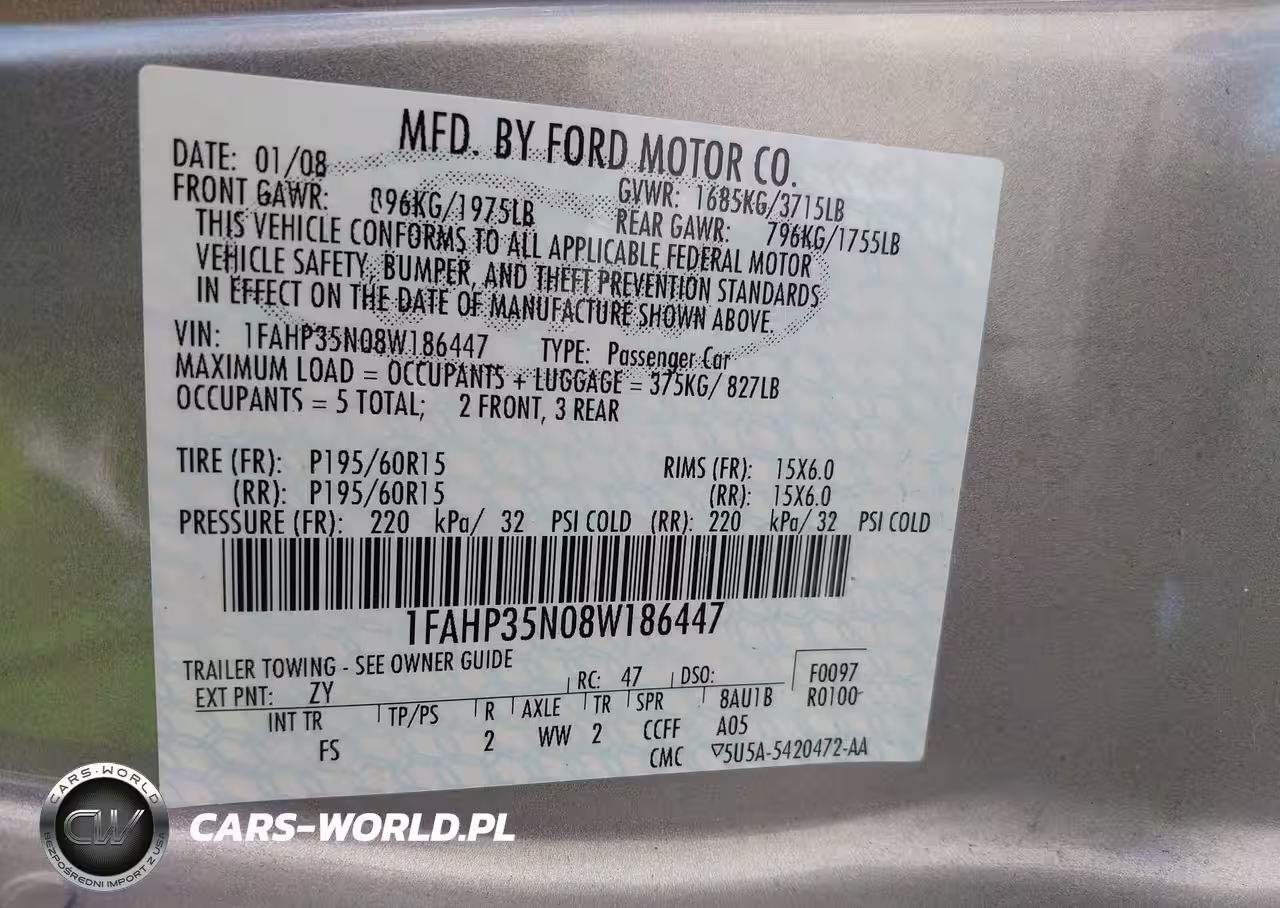 MFD. BY FORD MOTOR CO.
DATE: 01/08
GVWR: 1685KG/3715LB
FRONT GAWR: 896KG/1975LB
REAR GAWR: 796KG/1755LB
THIS VEHICLE CONFORMS TO ALL APPLICABLE FEDERAL MOTOR
VEHICLE SAFETY, BUMPER, AND THEFT PREVENTION STANDARDS
IN EFFECT ON THE DATE OF MANUFACTURE SHOWN ABOVE.
VIN: 1FAHP35N08W186447 TYPE: Passenger Car
MAXIMUM LOAD = OCCUPANTS + LUGGAGE = 375KG/ 827LB
OCCUPANTS = 5 TOTAL; 2 FRONT, 3 REAR
TIRE (FR): P195/60R15 RIMS (FR): 15X6.0
(RR): P195/60R15 (RR): 15X6.0
PRESSURE (FR): 220 kPa/ 32 PSI COLD (RR): 220 kPa/ 32 PSI COLD
1FAHP35N08W186447
TRAILER TOWING - SEE OWNER GUIDE
EXT PNT: ZY RC: 47 DSO: F0097
R0100
INT TR TP/PS R AXLE TR SPR 8AU1B
FS 2 WW 2 CCFF A05
CMC ▽5U5A-5420472-AA
CARS-WORLD
CW
BEZPOŚREDNI IMPORT Z USA
CARS-WORLD.PL